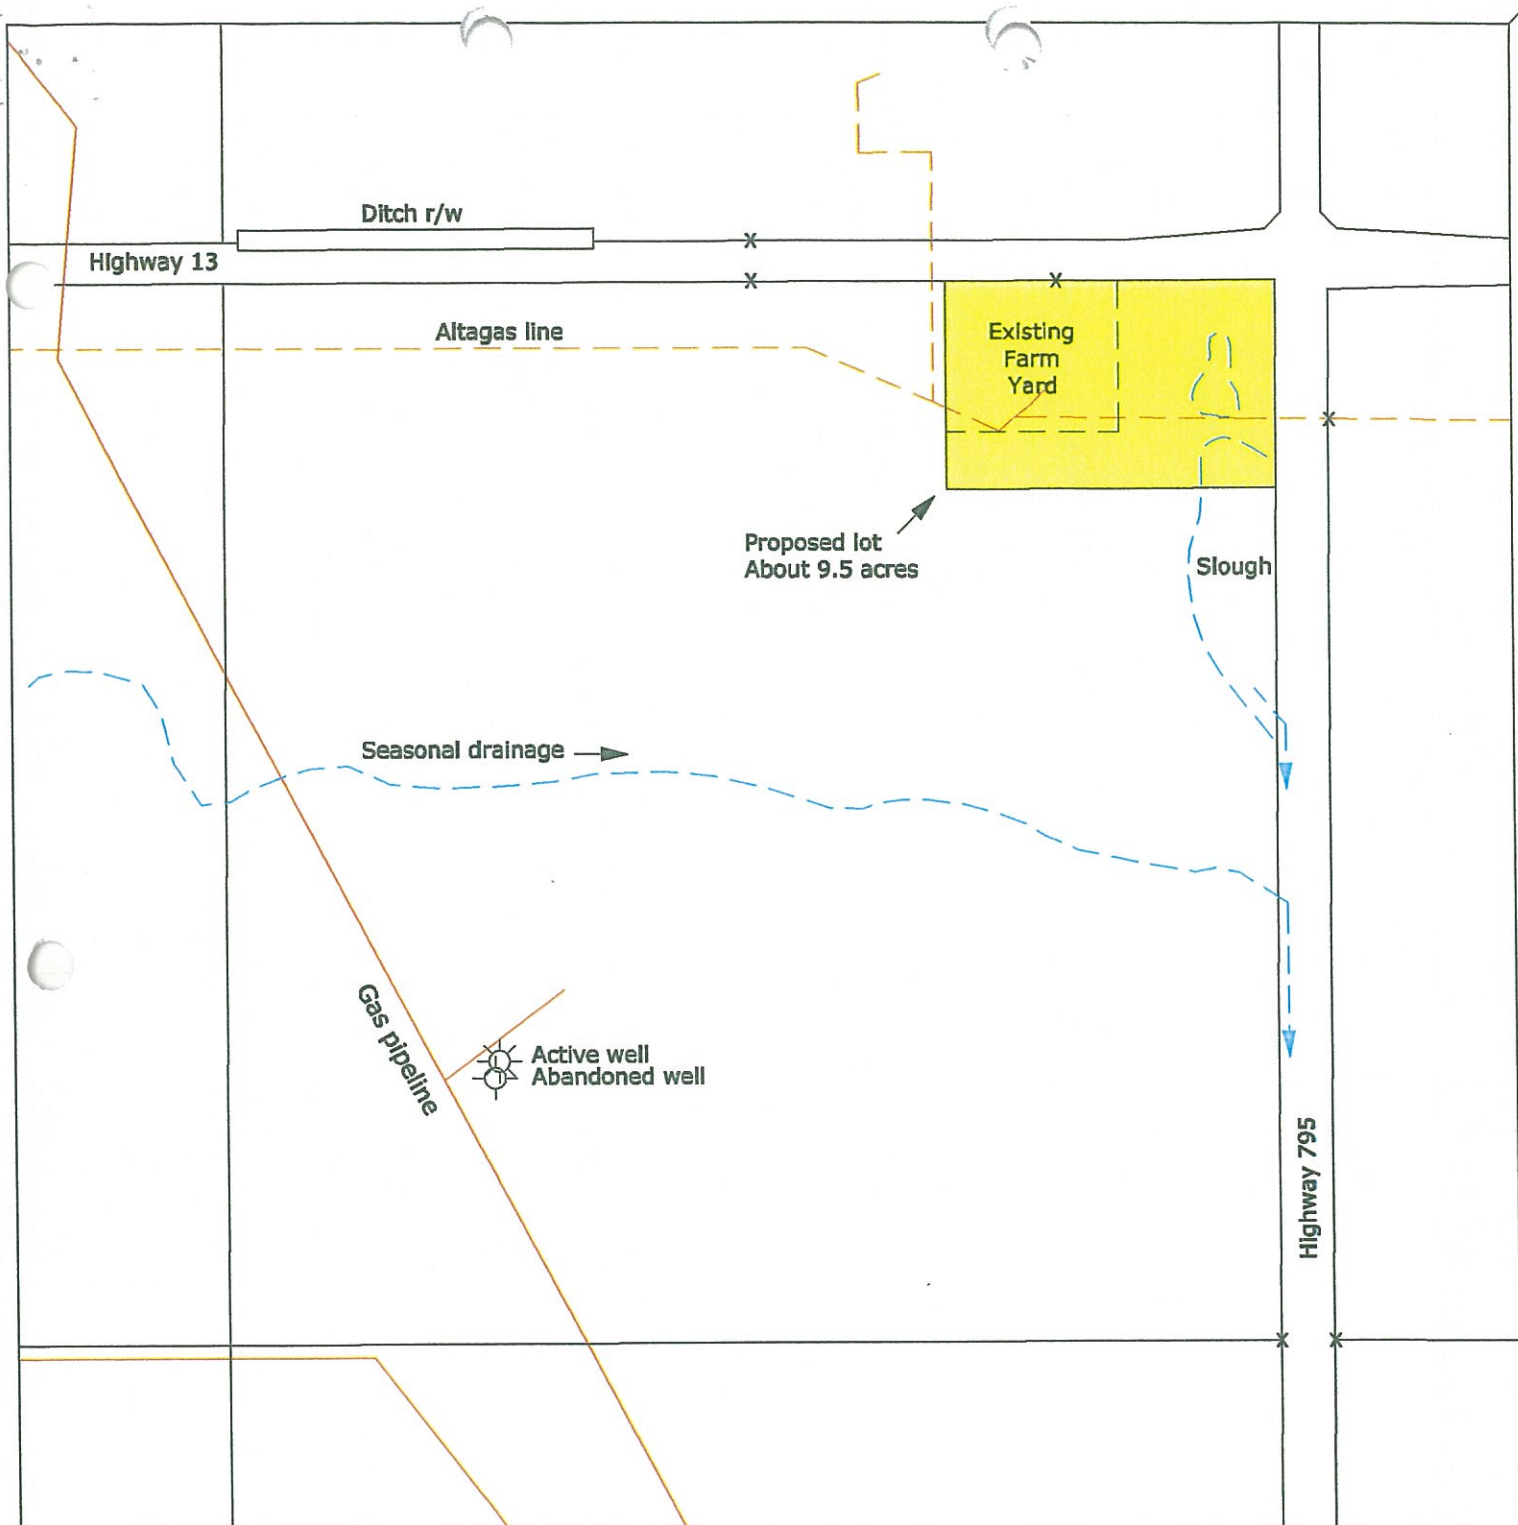 Ditch r/w
Highway 13
Altagas line
Existing
Farm
Yard
Proposed lot
About 9.5 acres
Slough
Seasonal drainage
Gas pipeline
Active well
Abandoned well
Highway 795